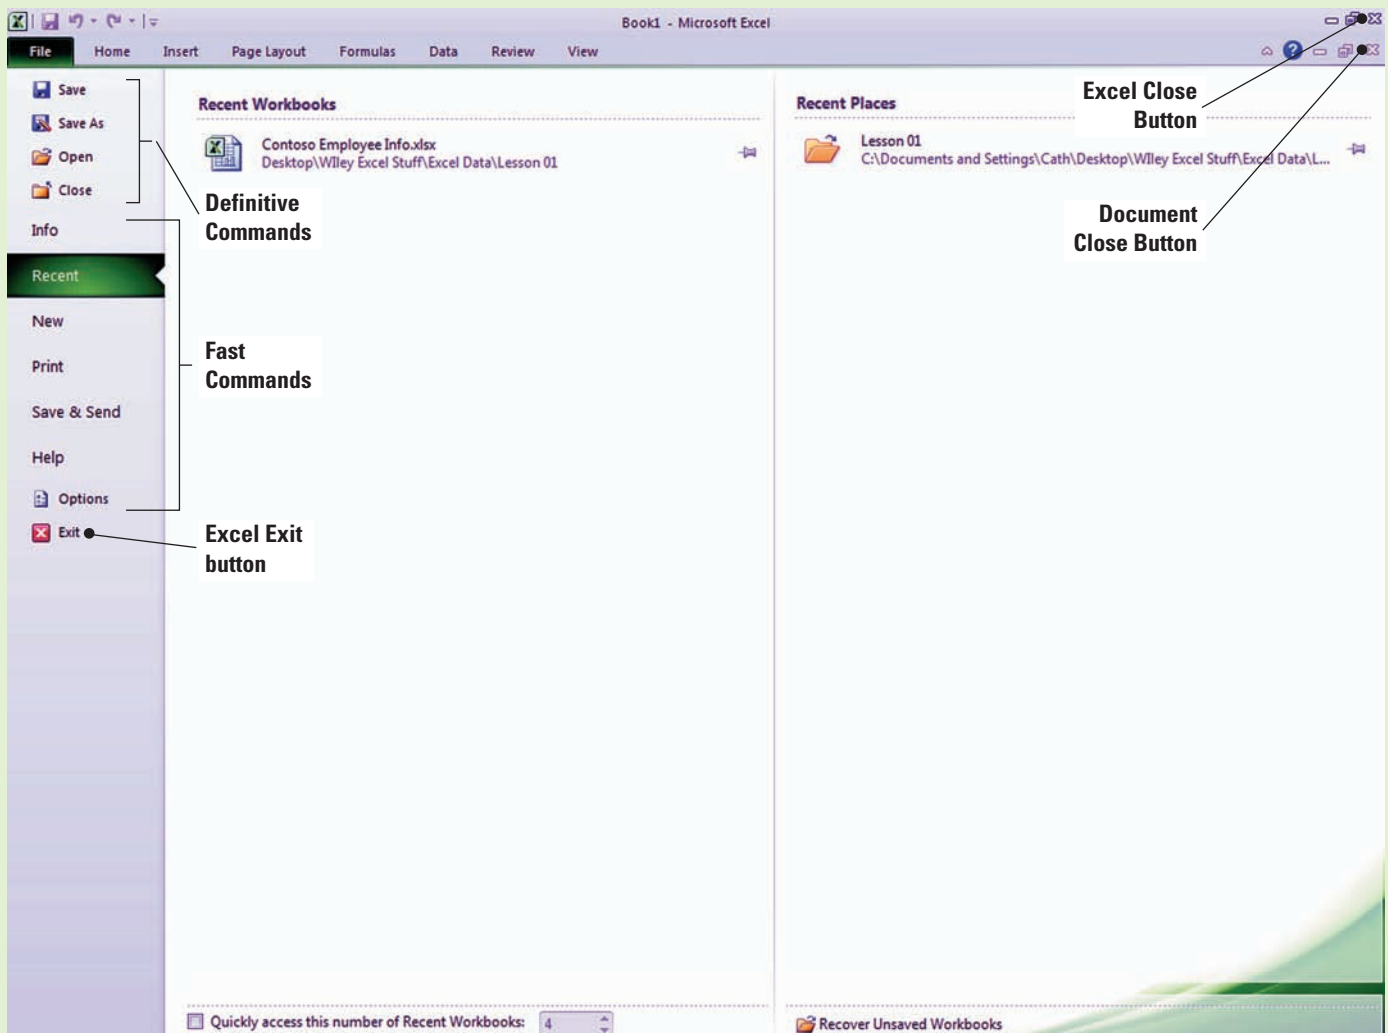 Book1 - Microsoft Excel
File Home Insert Page Layout Formulas Data Review View
Save
Save As
Open
Close
Info
Recent
New
Print
Save & Send
Help
Options
Exit
Definitive
Commands
Fast
Commands
Excel Exit
button
Recent Workbooks
Contoso Employee Info.xlsx
Desktop\WIley Excel Stuff\Excel Data\Lesson 01
Quickly access this number of Recent Workbooks: 4
Recent Places
Lesson 01
C:\Documents and Settings\Cath\Desktop\WIley Excel Stuff\Excel Data\L...
Excel Close
Button
Document
Close Button
Recover Unsaved Workbooks